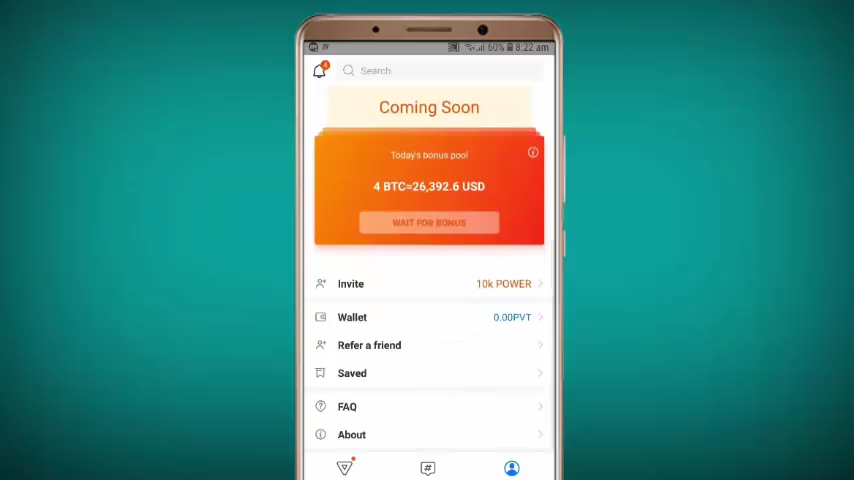 60% 8:22 am
4
Search
Coming Soon
Today's bonus pool
4 BTC≈26,392.6 USD
WAIT FOR BONUS
Invite 10k POWER
Wallet 0.00PVT
Refer a friend
Saved
FAQ
About
#